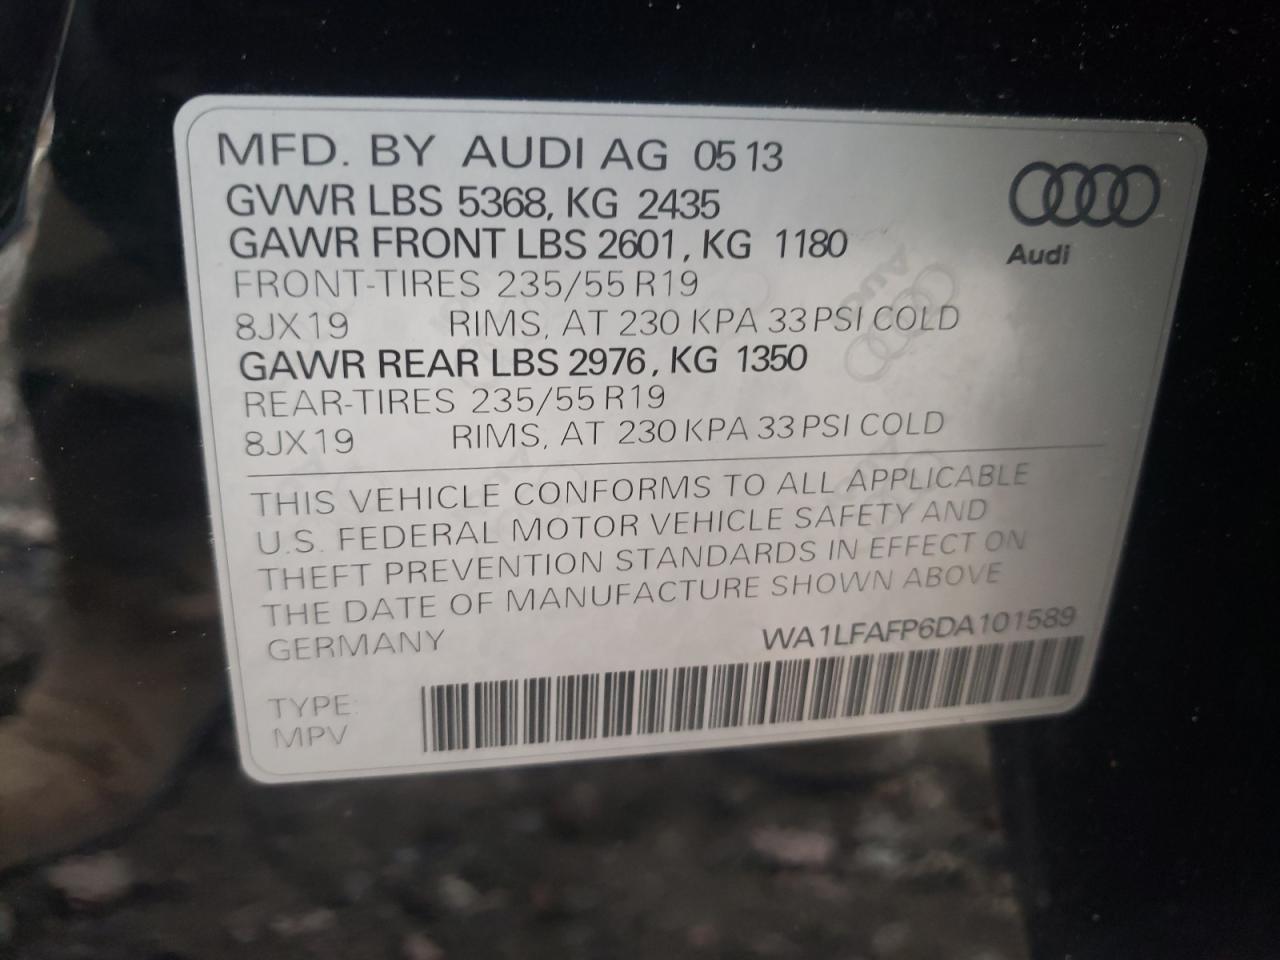 MFD. BY AUDI AG 05 13
GVWR LBS 5368, KG 2435
GAWR FRONT LBS 2601, KG 1180
FRONT-TIRES 235/55 R19
8JX19 RIMS, AT 230 KPA 33 PSI COLD
GAWR REAR LBS 2976, KG 1350
REAR-TIRES 235/55 R19
8JX19 RIMS, AT 230 KPA 33 PSI COLD
Audi
THIS VEHICLE CONFORMS TO ALL APPLICABLE
U.S. FEDERAL MOTOR VEHICLE SAFETY AND
THEFT PREVENTION STANDARDS IN EFFECT ON
THE DATE OF MANUFACTURE SHOWN ABOVE
GERMANY WA1LFAFP6DA101589
TYPE:
MPV